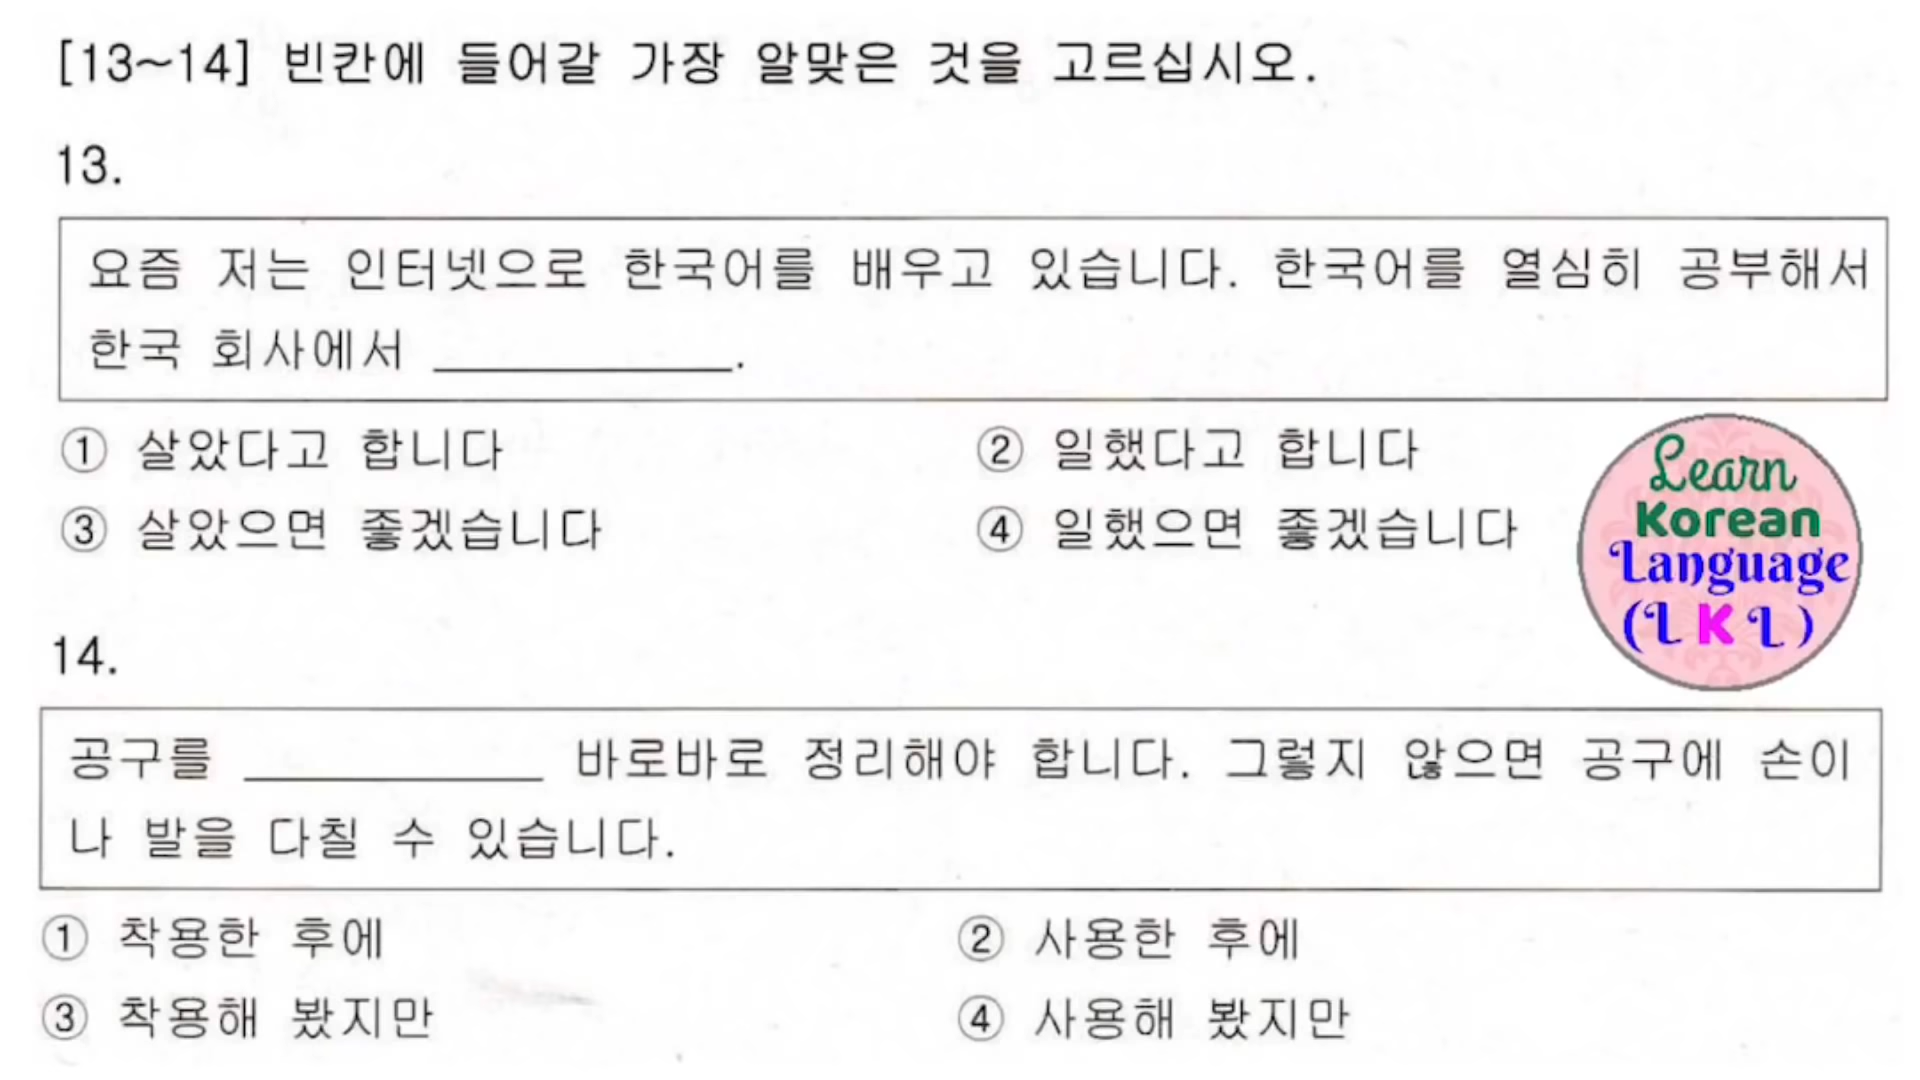 [13~14] 빈칸에 들어갈 가장 알맞은 것을 고르십시오.
13.
요즘 저는 인터넷으로 한국어를 배우고 있습니다. 한국어를 열심히 공부해서
한국 회사에서 ____________.
① 살았다고 합니다
② 일했다고 합니다
③ 살았으면 좋겠습니다
④ 일했으면 좋겠습니다
Learn
Korean
Language
(LKL)
14.
공구를 ____________ 바로바로 정리해야 합니다. 그렇지 않으면 공구에 손이
나 발을 다칠 수 있습니다.
① 착용한 후에
② 사용한 후에
③ 착용해 봤지만
④ 사용해 봤지만